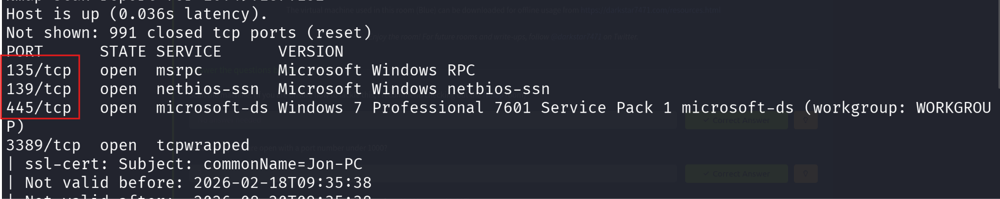 The virtual machine used in this room (Blue) can be downloaded for offline usage from https://darkstar7471.com/resources.html
Host is up (0.036s latency).
Not shown: 991 closed tcp ports (reset)
Enjoy the room! For future rooms and write-ups, follow @darkstar7471 on Twitter.
PORT STATE SERVICE VERSION
135/tcp open msrpc Microsoft Windows RPC
139/tcp open netbios-ssn Microsoft Windows netbios-ssn
445/tcp open microsoft-ds Windows 7 Professional 7601 Service Pack 1 microsoft-ds (workgroup: WORKGROU
P)
Correct Answer
3389/tcp open tcpwrapped
open with a port number under 1000?
| ssl-cert: Subject: commonName=Jon-PC
Correct Answer
| Not valid before: 2026-02-18T09:35:38